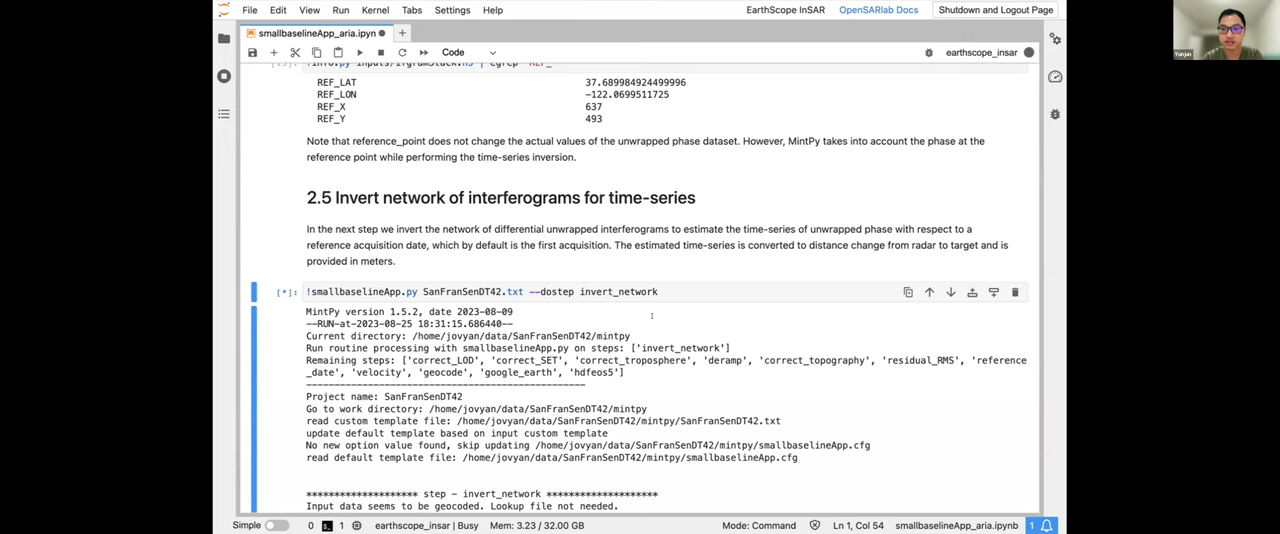 File Edit View Run Kernel Tabs Settings Help
EarthScope InSAR OpenSARlab Docs Shutdown and Logout Page
smallbaselineApp_aria.ipyn
Code
earthscope_insar
REF_LAT 37.689984924499996
REF_LON -122.0699511725
REF_X 637
REF_Y 493
Note that reference_point does not change the actual values of the unwrapped phase dataset. However, MintPy takes into account the phase at the
reference point while performing the time-series inversion.
2.5 Invert network of interferograms for time-series
In the next step we invert the network of differential unwrapped interferograms to estimate the time-series of unwrapped phase with respect to a
reference acquisition date, which by default is the first acquisition. The estimated time-series is converted to distance change from radar to target and is
provided in meters.
[*]: !smallbaselineApp.py SanFranSenDT42.txt --dostep invert_network
MintPy version 1.5.2, date 2023-08-09
--RUN-at-2023-08-25 18:31:15.686440--
Current directory: /home/jovyan/data/SanFranSenDT42/mintpy
Run routine processing with smallbaselineApp.py on steps: ['invert_network']
Remaining steps: ['correct_LOD', 'correct_SET', 'correct_troposphere', 'deramp', 'correct_topography', 'residual_RMS', 'reference
_date', 'velocity', 'geocode', 'google_earth', 'hdfeos5']
--------------------------------------------------
Project name: SanFranSenDT42
Go to work directory: /home/jovyan/data/SanFranSenDT42/mintpy
read custom template file: /home/jovyan/data/SanFranSenDT42/mintpy/SanFranSenDT42.txt
update default template based on input custom template
No new option value found, skip updating /home/jovyan/data/SanFranSenDT42/mintpy/smallbaselineApp.cfg
read default template file: /home/jovyan/data/SanFranSenDT42/mintpy/smallbaselineApp.cfg
******************** step - invert_network ********************
Input data seems to be geocoded. Lookup file not needed.
Simple 0 1 earthscope_insar | Busy Mem: 3.23 / 32.00 GB Mode: Command Ln 1, Col 54 smallbaselineApp_aria.ipynb 1
Yunjun